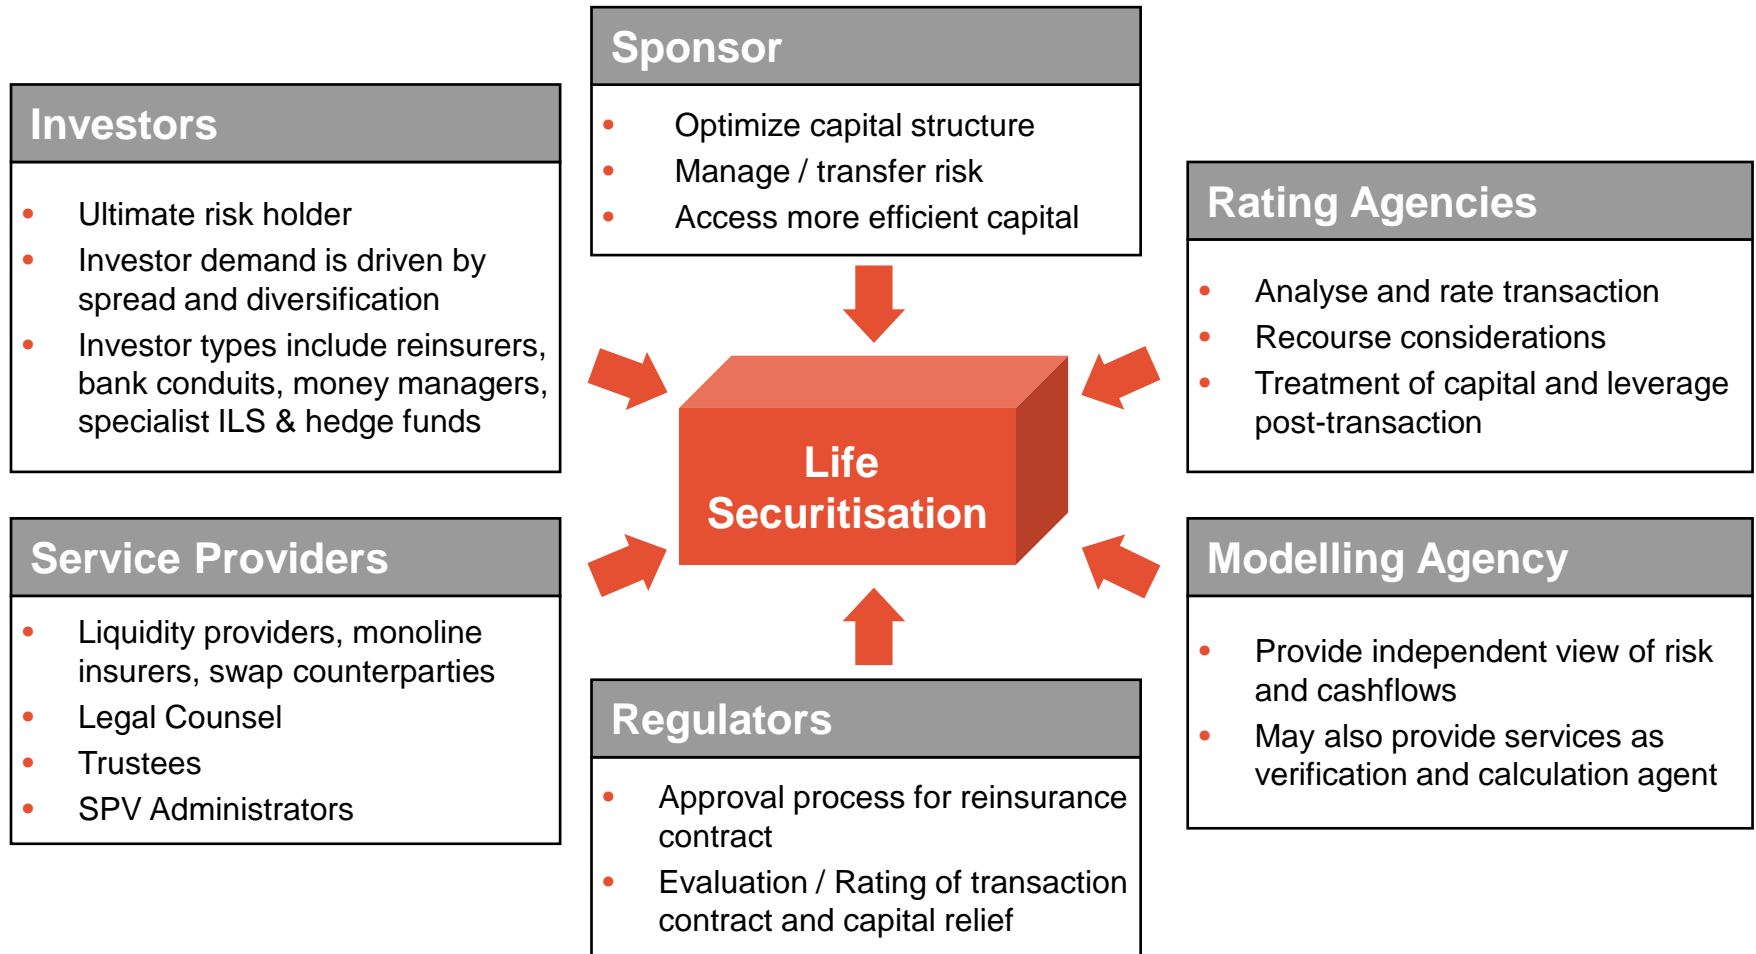 Sponsor
• Optimize capital structure
• Manage / transfer risk
• Access more efficient capital
Investors
• Ultimate risk holder
• Investor demand is driven by
spread and diversification
• Investor types include reinsurers,
bank conduits, money managers,
specialist ILS & hedge funds
Rating Agencies
• Analyse and rate transaction
• Recourse considerations
• Treatment of capital and leverage
post-transaction
Life
Securitisation
Service Providers
• Liquidity providers, monoline
insurers, swap counterparties
• Legal Counsel
• Trustees
• SPV Administrators
Regulators
• Approval process for reinsurance
contract
• Evaluation / Rating of transaction
contract and capital relief
Modelling Agency
• Provide independent view of risk
and cashflows
• May also provide services as
verification and calculation agent